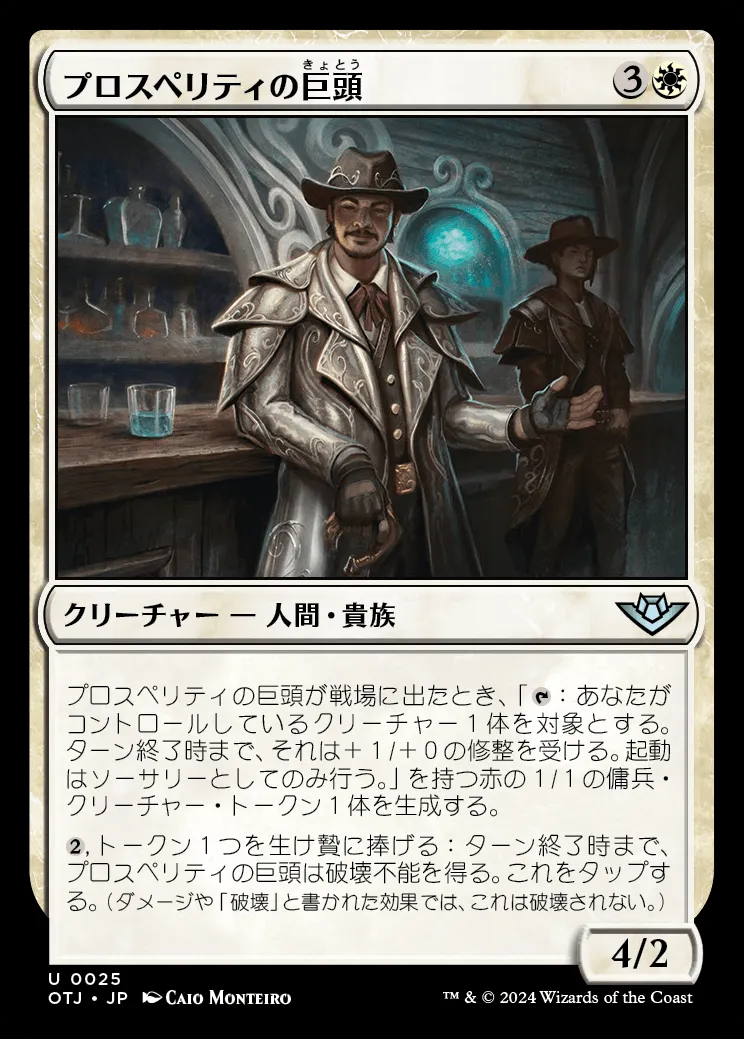 きょとう
プロスペリティの巨頭 3
クリーチャー — 人間・貴族
プロスペリティの巨頭が戦場に出たとき、「：あなたが
コントロールしているクリーチャー１体を対象とする。
ターン終了時まで、それは＋１/＋０の修整を受ける。起動
はソーサリーとしてのみ行う。」を持つ赤の１/１の傭兵・
クリーチャー・トークン１体を生成する。
2, トークン１つを生け贄に捧げる：ターン終了時まで、
プロスペリティの巨頭は破壊不能を得る。これをタップす
る。（ダメージや「破壊」と書かれた効果では、これは破壊されない。）
4/2
U 0025
OTJ • JP Caio Monteiro ™ & © 2024 Wizards of the Coast